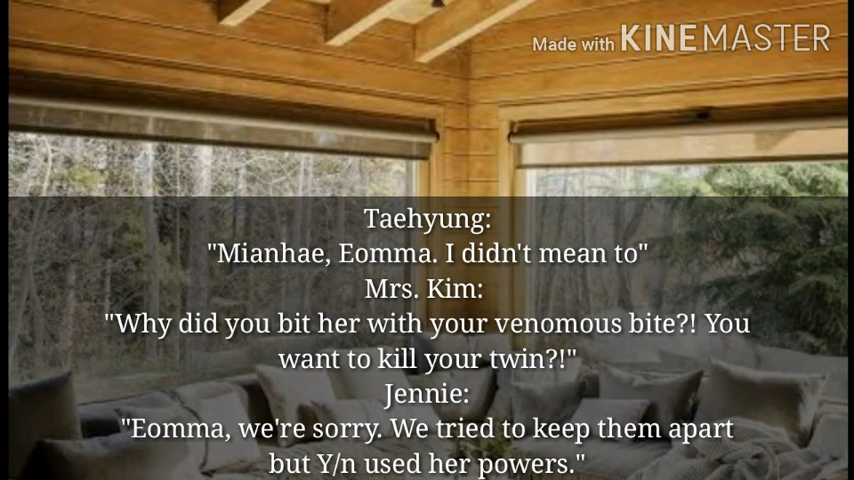 Made with KINEMASTER
Taehyung:
"Mianhae, Eomma. I didn't mean to"
Mrs. Kim:
"Why did you bit her with your venomous bite?! You
want to kill your twin?!"
Jennie:
"Eomma, we're sorry. We tried to keep them apart
but Y/n used her powers."